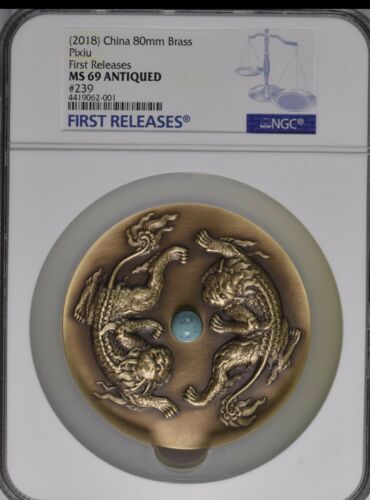 (2018) China 80mm Brass
Pixiu
First Releases
MS 69 ANTIQUED
#239
4419062-001
FIRST RELEASES®
NGC®